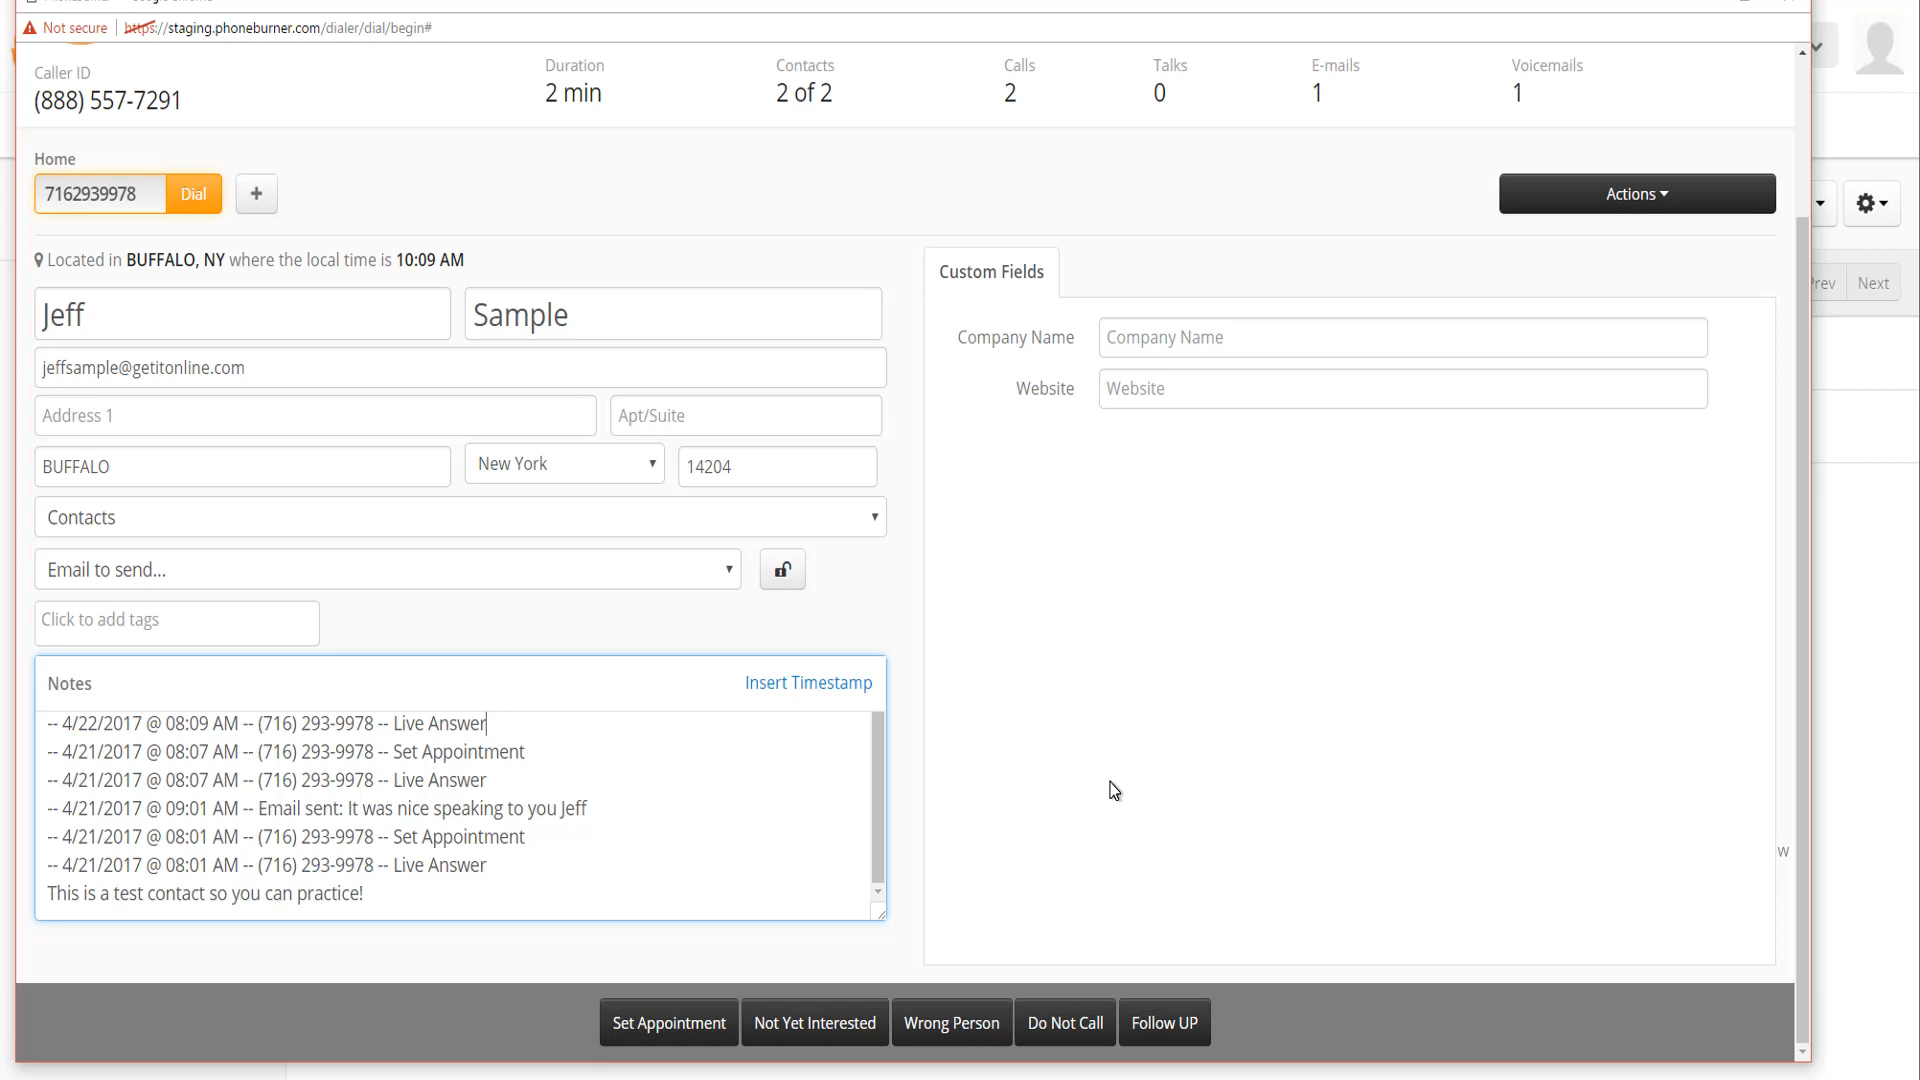 Not secure https://staging.phoneburner.com/dialer/dial/begin#
Caller ID
(888) 557-7291
Duration
2 min
Contacts
2 of 2
Calls
2
Talks
0
E-mails
1
Voicemails
1
Home
7162939978 Dial +
Actions
Located in BUFFALO, NY where the local time is 10:09 AM
Jeff Sample
jeffsample@getitonline.com
Address 1 Apt/Suite
BUFFALO New York 14204
Contacts
Email to send...
Click to add tags
Notes Insert Timestamp
-- 4/22/2017 @ 08:09 AM -- (716) 293-9978 -- Live Answer
-- 4/21/2017 @ 08:07 AM -- (716) 293-9978 -- Set Appointment
-- 4/21/2017 @ 08:07 AM -- (716) 293-9978 -- Live Answer
-- 4/21/2017 @ 09:01 AM -- Email sent: It was nice speaking to you Jeff
-- 4/21/2017 @ 08:01 AM -- (716) 293-9978 -- Set Appointment
-- 4/21/2017 @ 08:01 AM -- (716) 293-9978 -- Live Answer
This is a test contact so you can practice!
Custom Fields
Company Name Company Name
Website Website
Next
W
Set Appointment Not Yet Interested Wrong Person Do Not Call Follow UP